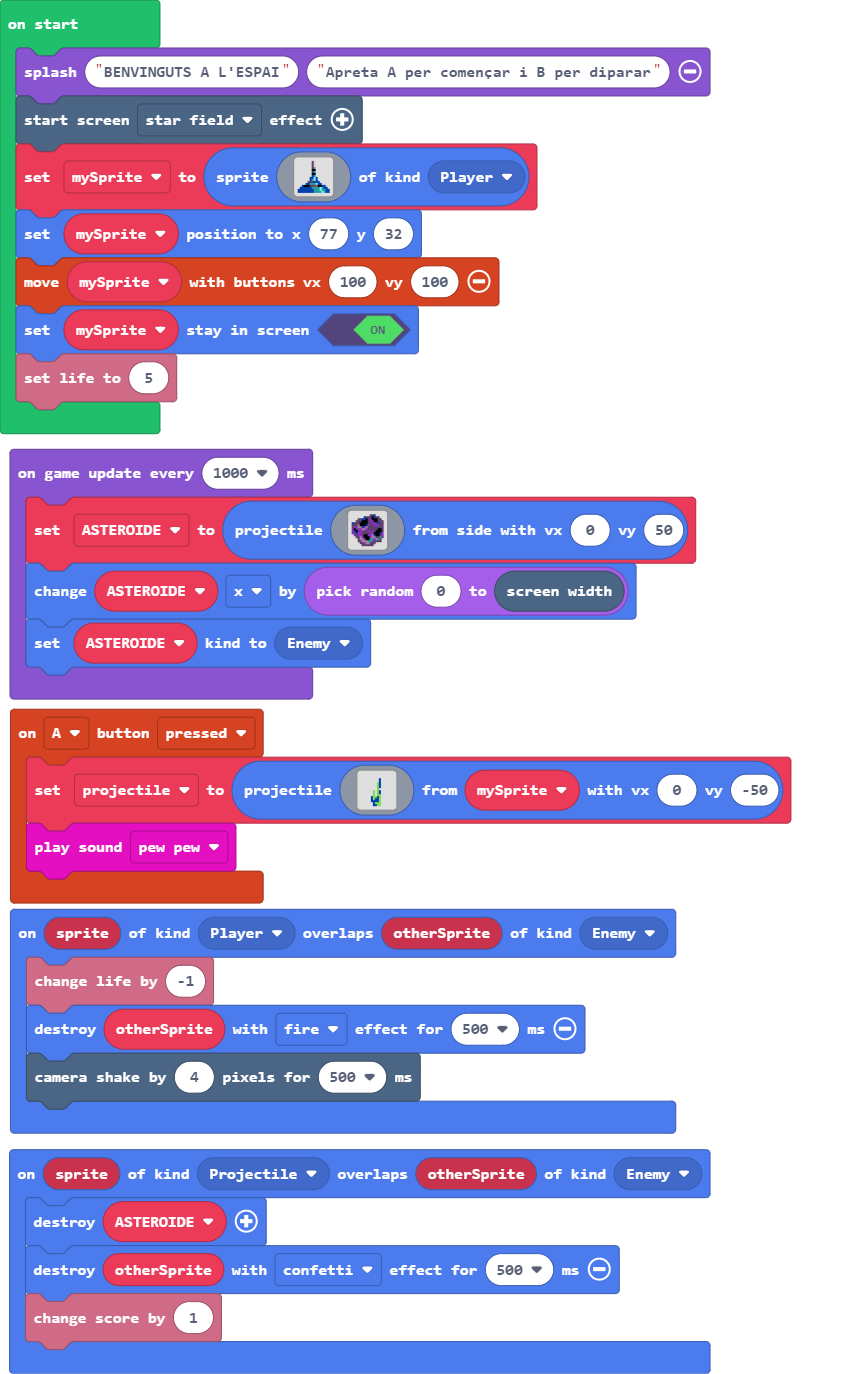 on start
splash "BENVINGUTS A L'ESPAI" "Apreta A per començar i B per diparar"
start screen star field effect
set mySprite to sprite of kind Player
set mySprite position to x 77 y 32
move mySprite with buttons vx 100 vy 100
set mySprite stay in screen ON
set life to 5
on game update every 1000 ms
set ASTEROIDE to projectile from side with vx 0 vy 50
change ASTEROIDE x by pick random 0 to screen width
set ASTEROIDE kind to Enemy
on A button pressed
set projectile to projectile from mySprite with vx 0 vy -50
play sound pew pew
on sprite of kind Player overlaps otherSprite of kind Enemy
change life by -1
destroy otherSprite with fire effect for 500 ms
camera shake by 4 pixels for 500 ms
on sprite of kind Projectile overlaps otherSprite of kind Enemy
destroy ASTEROIDE
destroy otherSprite with confetti effect for 500 ms
change score by 1